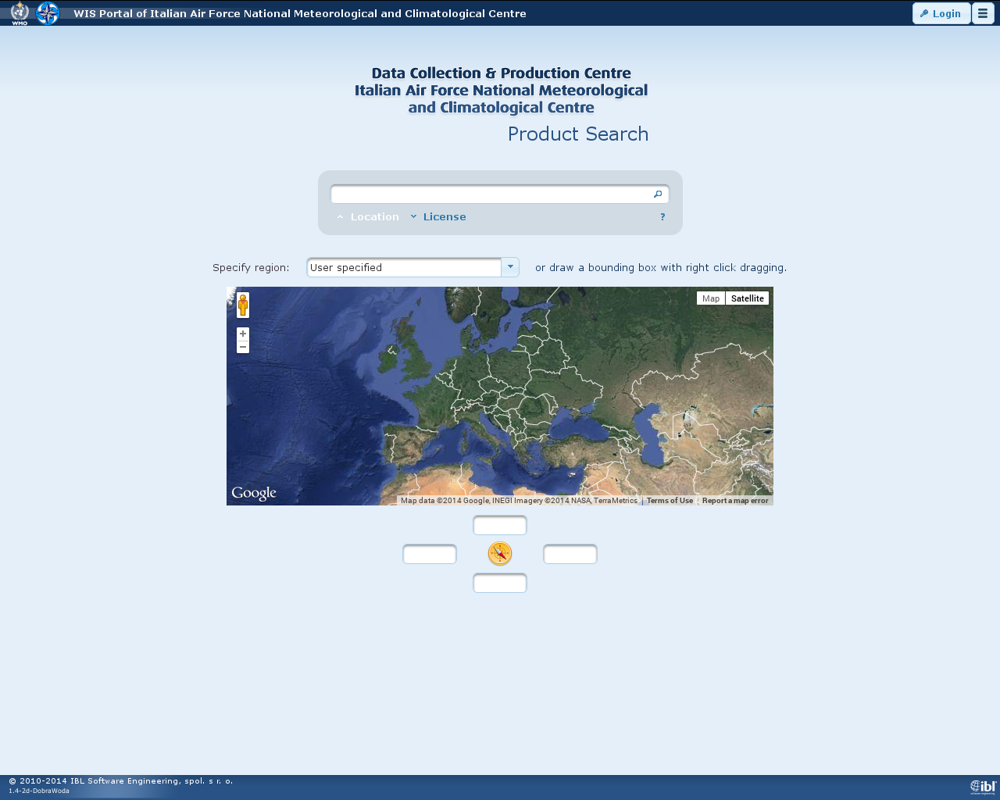 WMO
WIS Portal of Italian Air Force National Meteorological and Climatological Centre
Login
Data Collection & Production Centre
Italian Air Force National Meteorological
and Climatological Centre
Product Search
Location License ?
Specify region: User specified or draw a bounding box with right click dragging.
Map Satellite
+
−
Google
Map data ©2014 Google, INEGI Imagery ©2014 NASA, TerraMetrics Terms of Use Report a map error
© 2010-2014 IBL Software Engineering, spol. s r. o.
1.4-2d-DobraWoda
ibl
software engineering